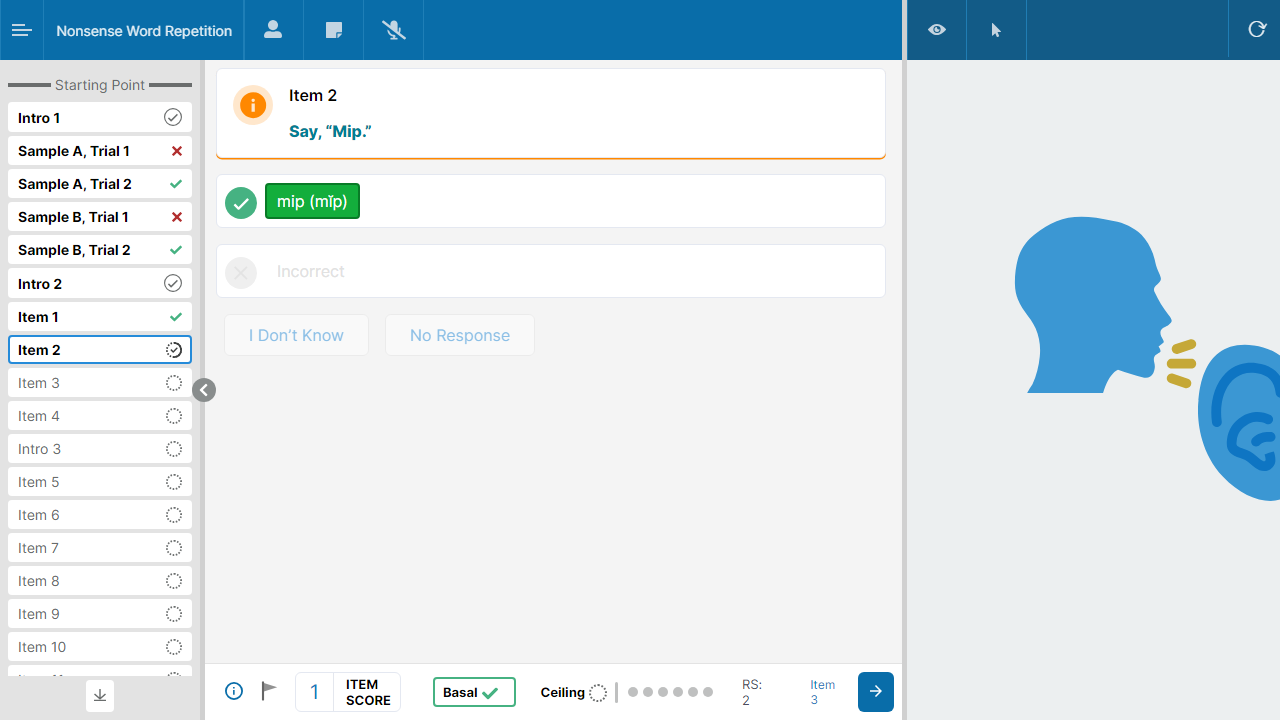 Nonsense Word Repetition
Starting Point
Intro 1
Sample A, Trial 1
Sample A, Trial 2
Sample B, Trial 1
Sample B, Trial 2
Intro 2
Item 1
Item 2
Item 3
Item 4
Intro 3
Item 5
Item 6
Item 7
Item 8
Item 9
Item 10
Item 2
Say, “Mip.”
mip (mĭp)
Incorrect
I Don’t Know
No Response
1
ITEM
SCORE
Basal
Ceiling
RS:
2
Item
3